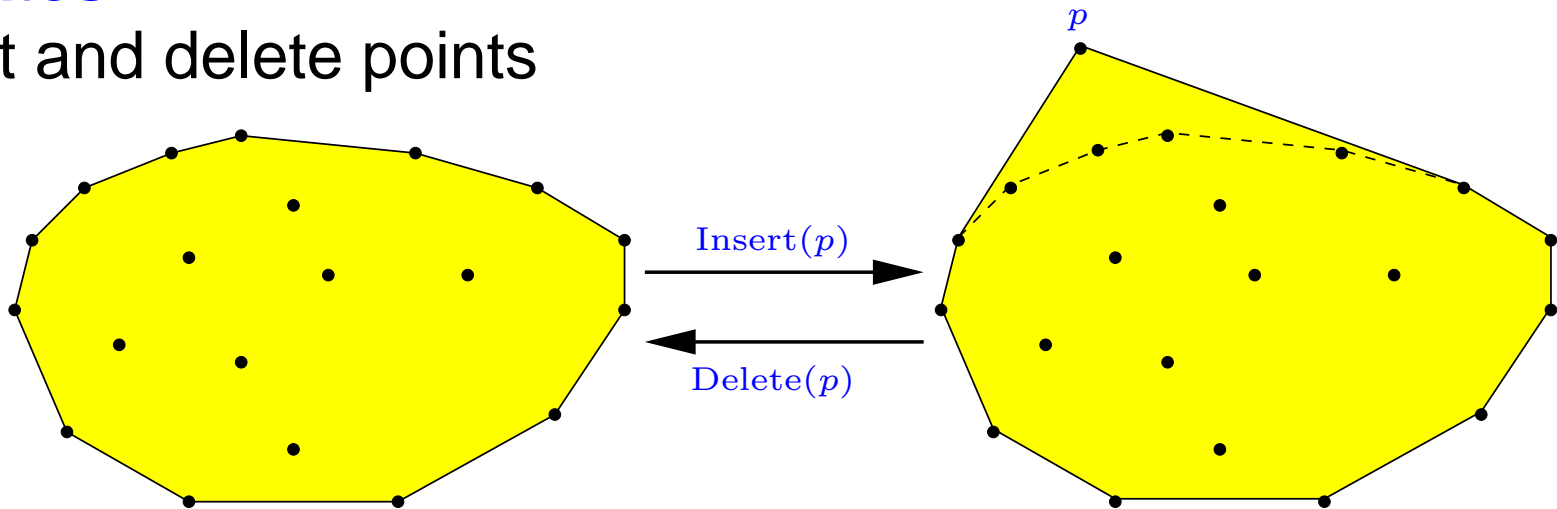 t and delete points
p
Insert(p)
Delete(p)